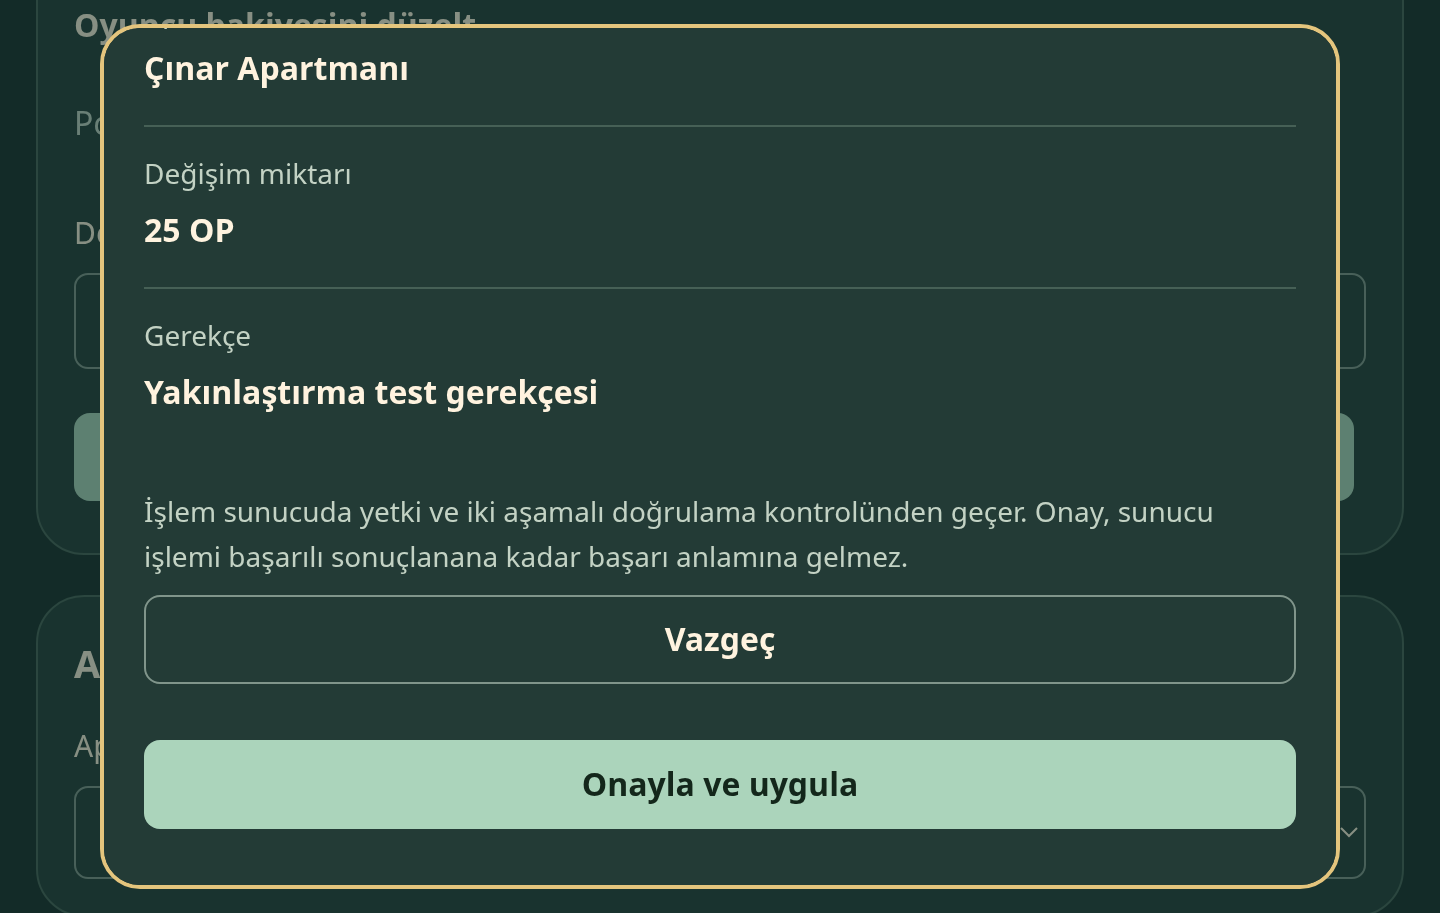 Çınar Apartmanı
Değişim miktarı
25 OP
Gerekçe
Yakınlaştırma test gerekçesi
İşlem sunucuda yetki ve iki aşamalı doğrulama kontrolünden geçer. Onay, sunucu
işlemi başarılı sonuçlanana kadar başarı anlamına gelmez.
Vazgeç
Onayla ve uygula